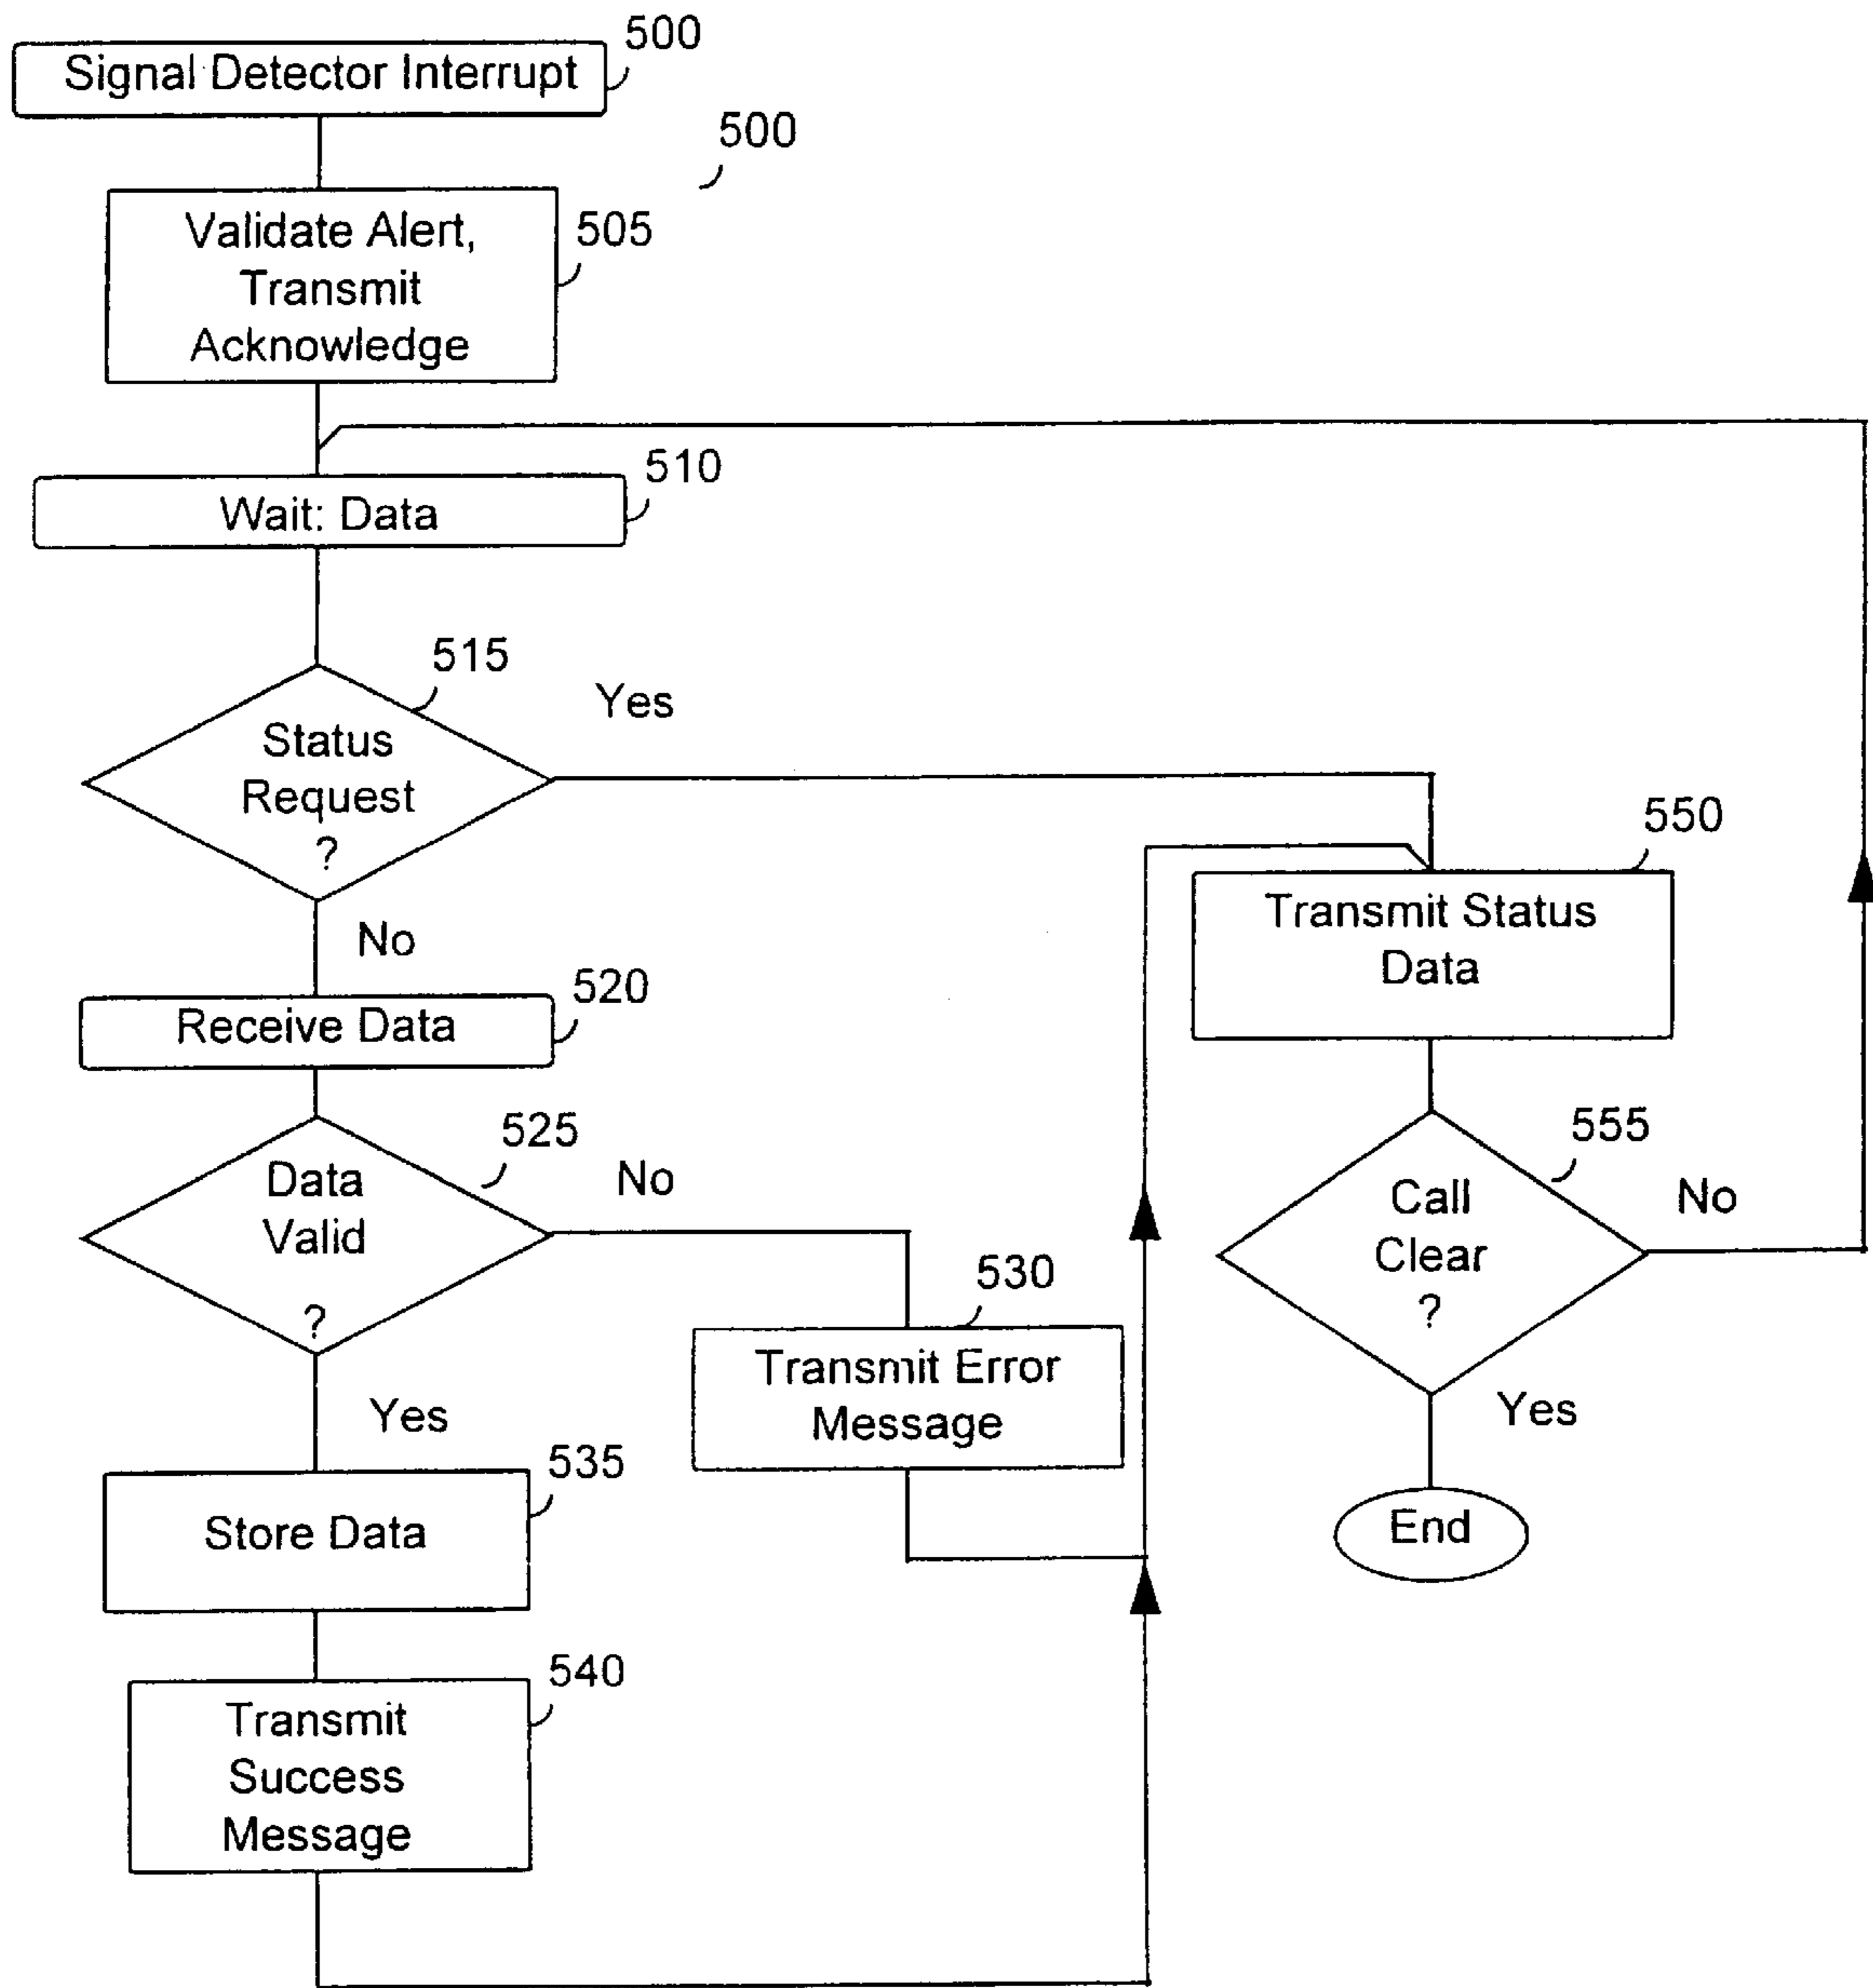 500
Signal Detector Interrupt
500
Validate Alert,
Transmit
Acknowledge
505
510
Wait: Data
515
Yes
Status
Request
?
550
Transmit Status
Data
No
520
Receive Data
525
No
Data
Valid
?
555
Call
Clear
?
No
530
Transmit Error
Message
Yes
Yes
535
Store Data
End
540
Transmit
Success
Message